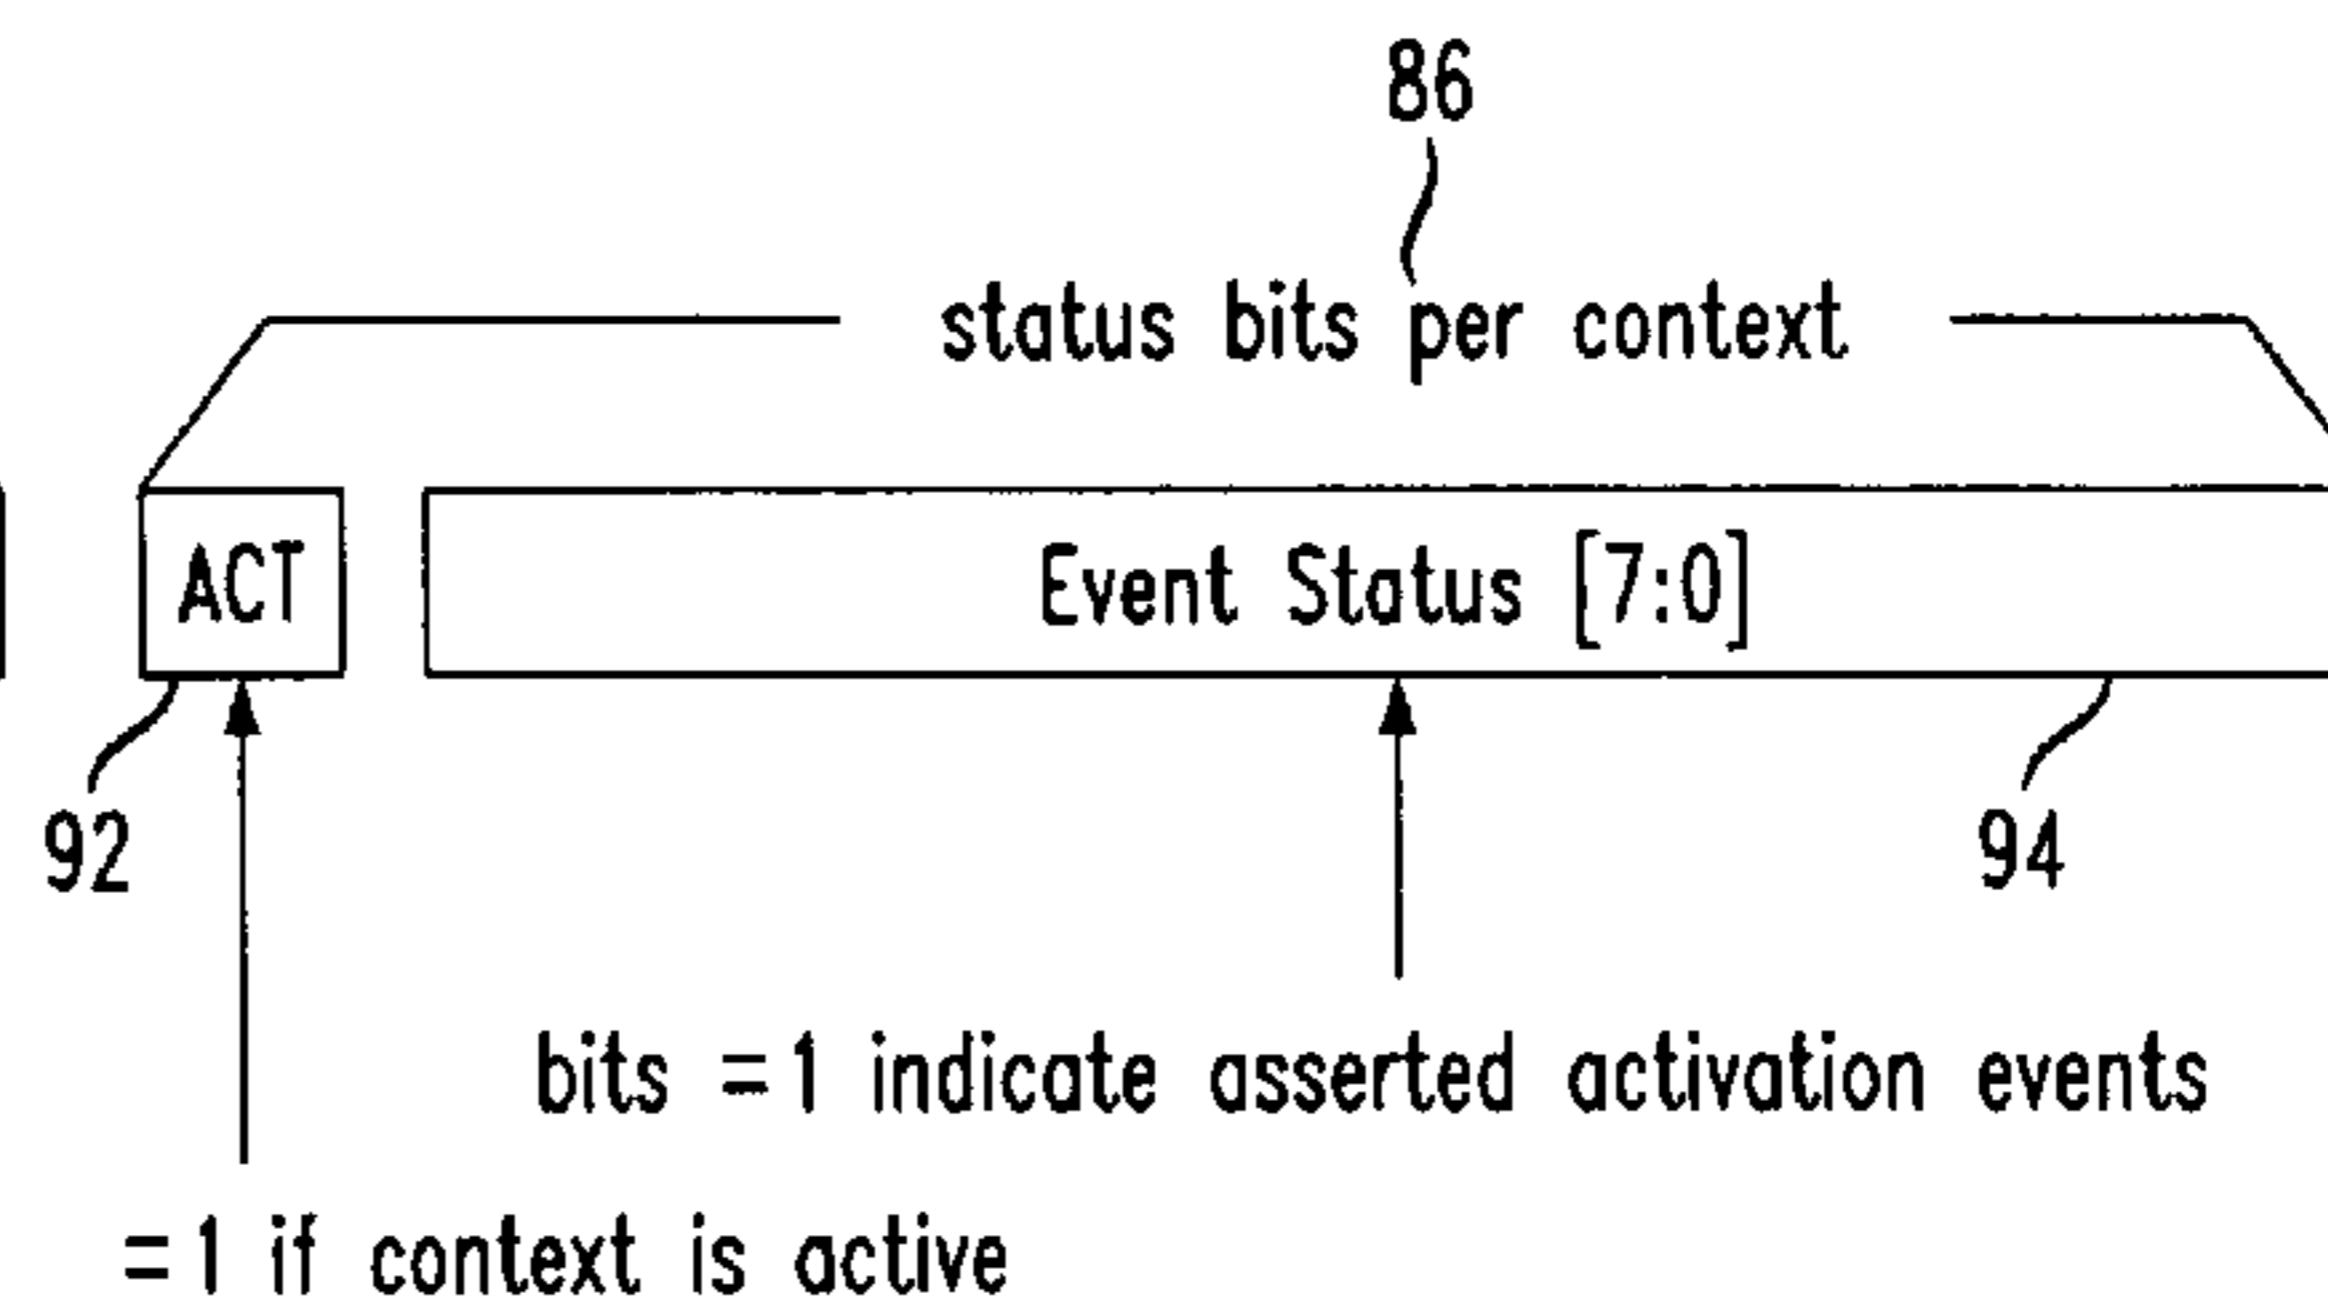 86
status bits per context
ACT
Event Status [7:0]
92
94
bits =1 indicate asserted activation events
=1 if context is active